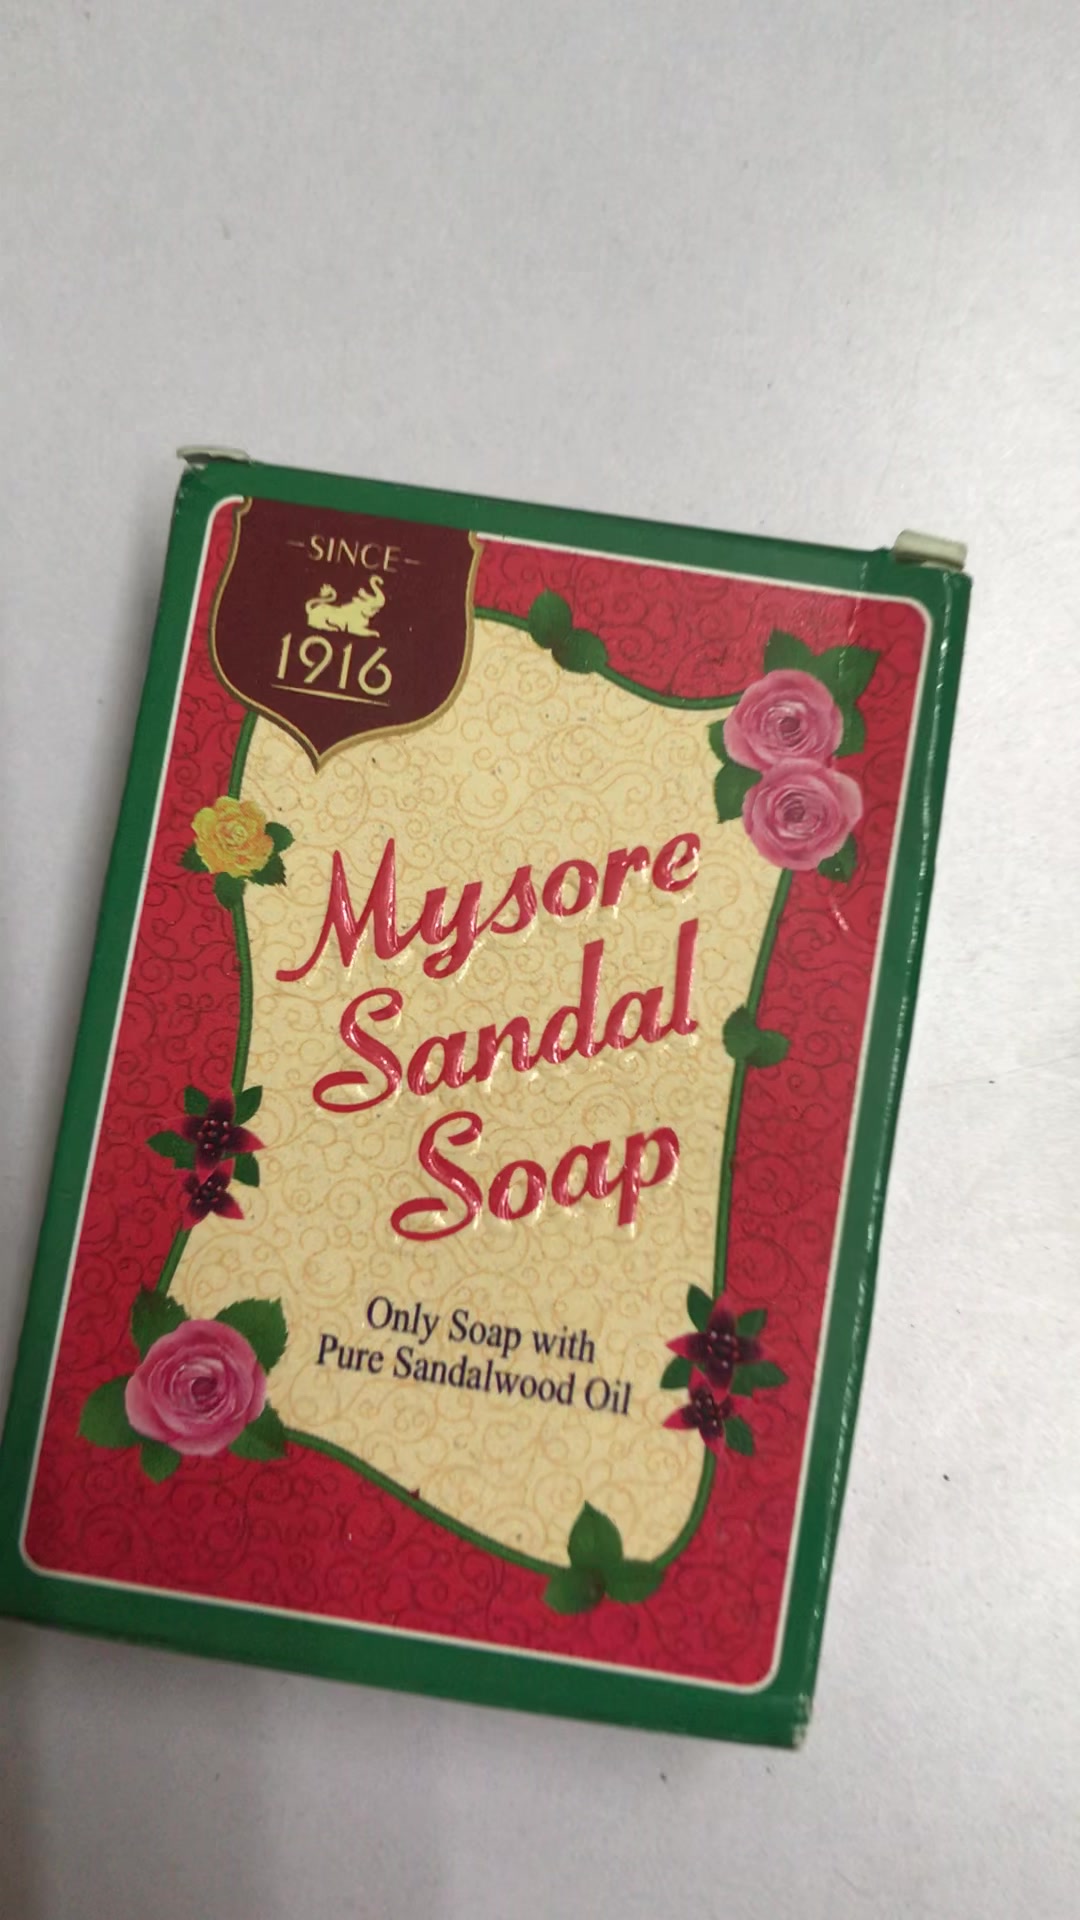 -SINCE-
1916
Mysore
Sandal
Soap
Only Soap with
Pure Sandalwood Oil